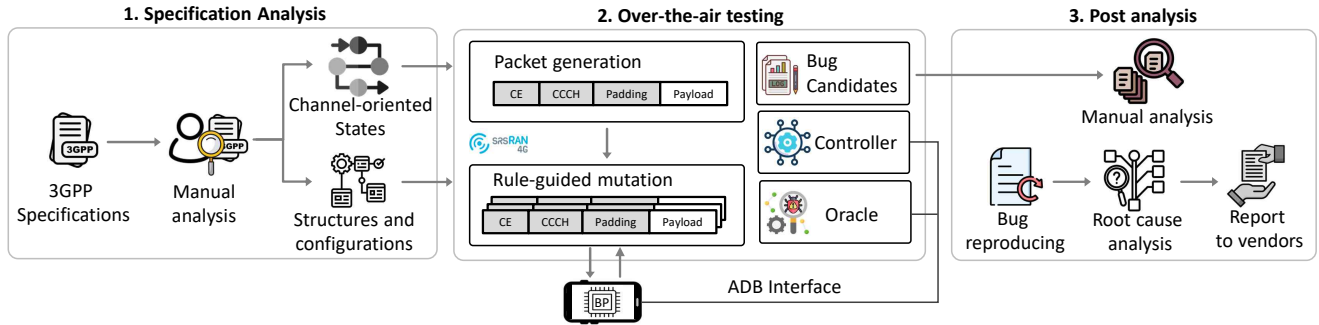 1. Specification Analysis
3GPP
3GPP
Specifications
3GPP
Manual
analysis
Channel-oriented
States
Structures and
configurations
2. Over-the-air testing
Packet generation
CE CCCH Padding Payload
srsRAN
4G
Rule-guided mutation
CE CCCH Padding Payload
BP
ADB Interface
LOG
Bug
Candidates
Controller
Oracle
3. Post analysis
Manual analysis
Bug
reproducing
?
Root cause
analysis
Report
to vendors